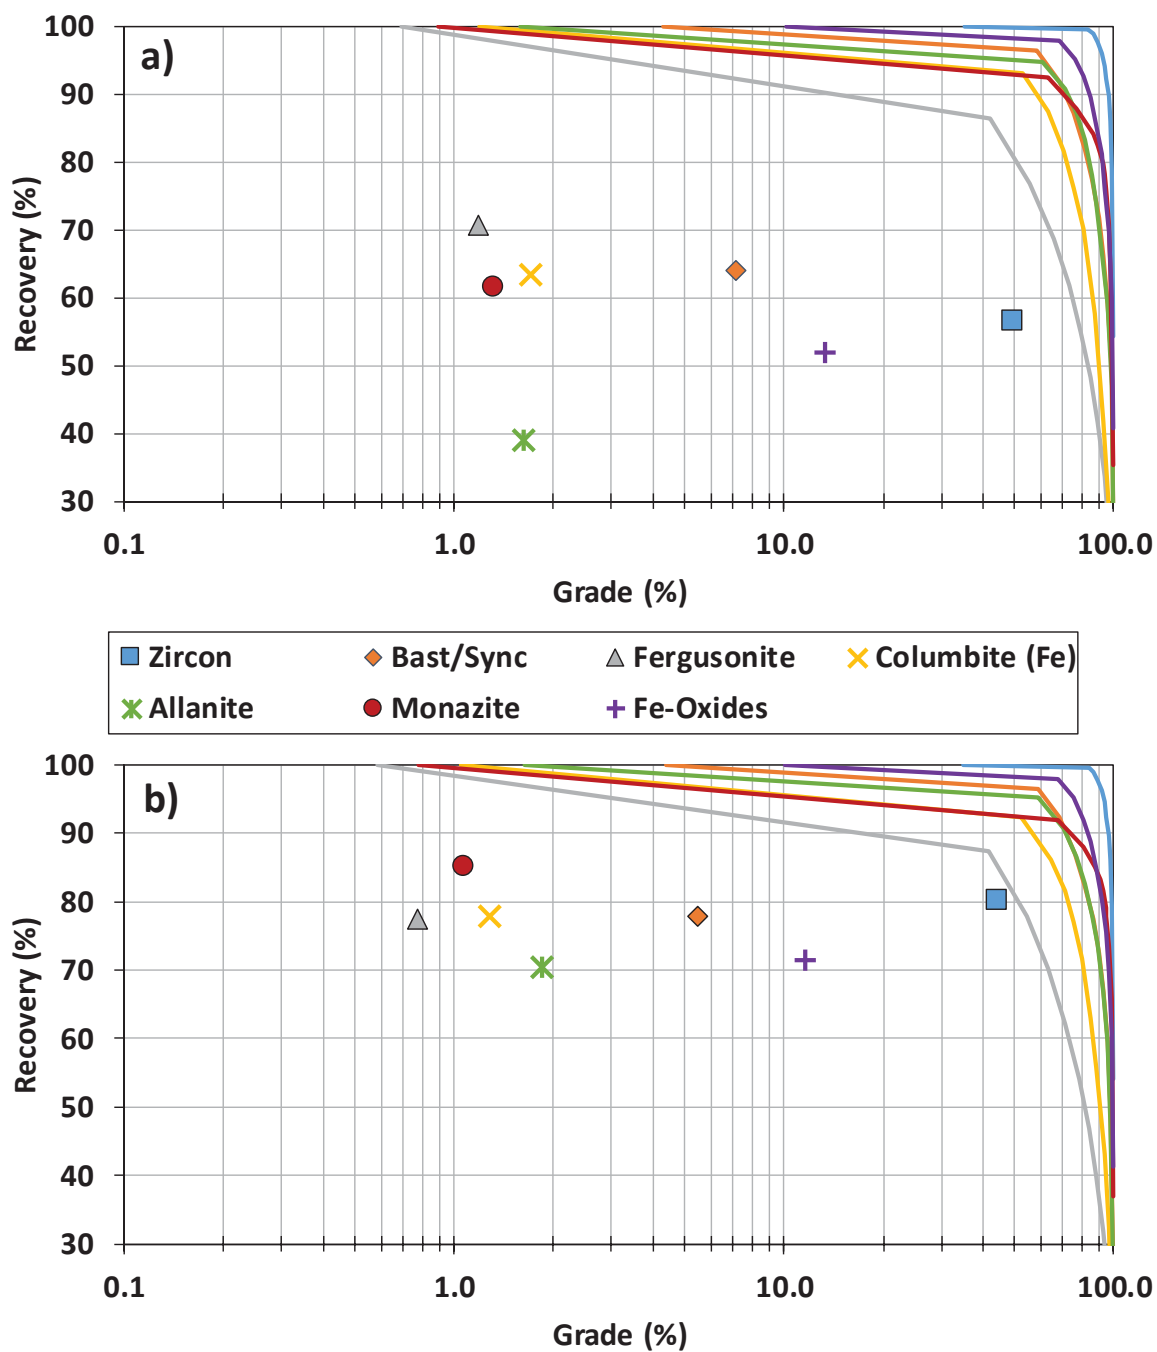 a)
100
90
80
70
60
50
40
30
Recovery (%)
0.1 1.0 10.0 100.0
Grade (%)
Zircon Bast/Sync Fergusonite Columbite (Fe)
Allanite Monazite Fe-Oxides
b)
100
90
80
70
60
50
40
30
Recovery (%)
0.1 1.0 10.0 100.0
Grade (%)